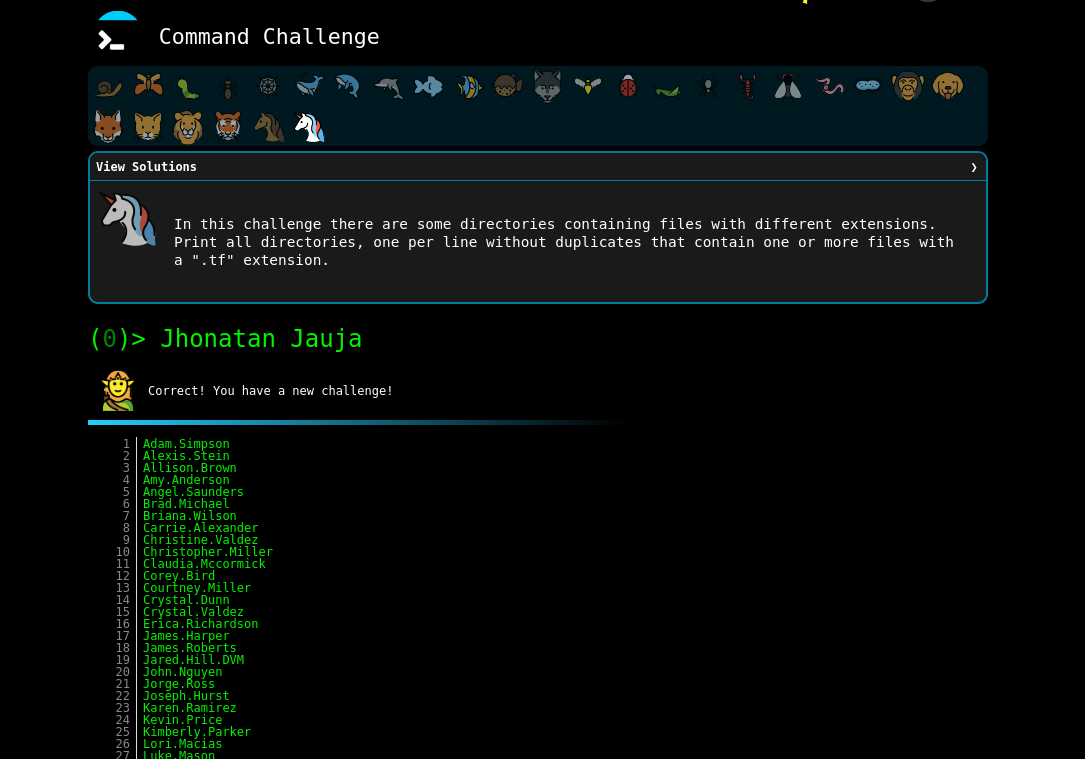 Command Challenge
View Solutions ❯
In this challenge there are some directories containing files with different extensions.
Print all directories, one per line without duplicates that contain one or more files with
a ".tf" extension.
(0)> Jhonatan Jauja
Correct! You have a new challenge!
1 Adam.Simpson
2 Alexis.Stein
3 Allison.Brown
4 Amy.Anderson
5 Angel.Saunders
6 Brad.Michael
7 Briana.Wilson
8 Carrie.Alexander
9 Christine.Valdez
10 Christopher.Miller
11 Claudia.Mccormick
12 Corey.Bird
13 Courtney.Miller
14 Crystal.Dunn
15 Crystal.Valdez
16 Erica.Richardson
17 James.Harper
18 James.Roberts
19 Jared.Hill.DVM
20 John.Nguyen
21 Jorge.Ross
22 Joseph.Hurst
23 Karen.Ramirez
24 Kevin.Price
25 Kimberly.Parker
26 Lori.Macias
27 Luke.Mason